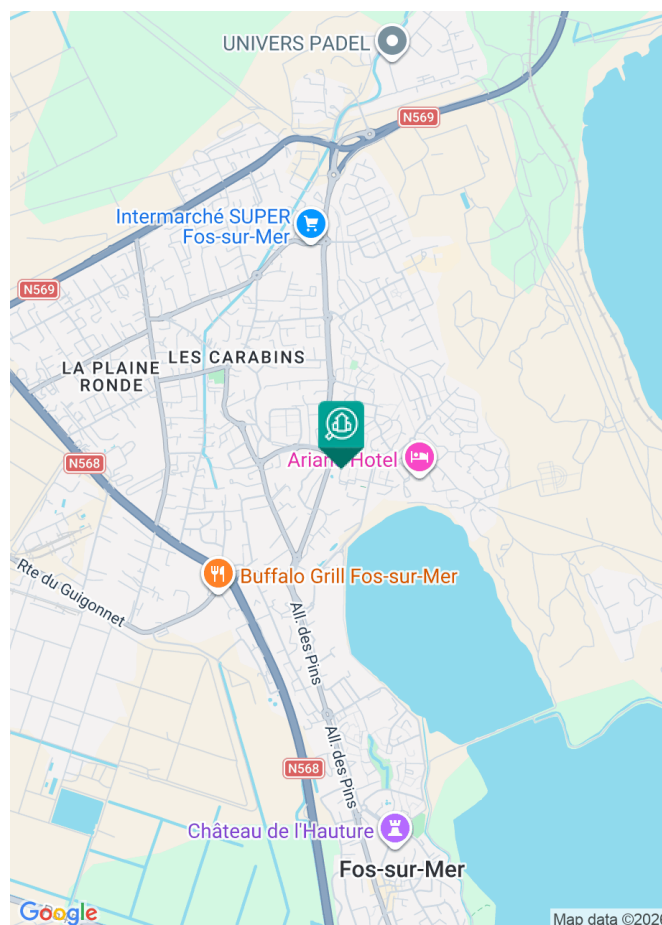 UNIVERS PADEL
N569
Intermarché SUPER
Fos-sur-Mer
N569
LES CARABINS
LA PLAINE
RONDE
N568
Hotel
Buffalo Grill Fos-sur-Mer
Rte du Guigonnet
All. des Pins
All. des Pins
N568
Château de l'Hauture
Fos-sur-Mer
Google
Map data ©2026